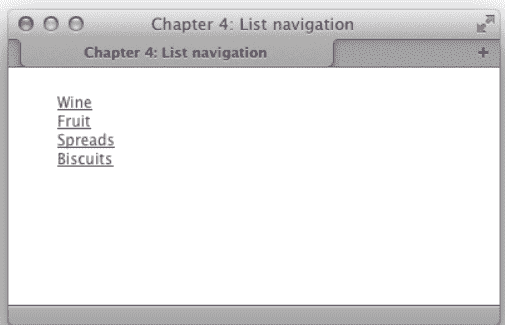 Chapter 4: List navigation
Chapter 4: List navigation
+
Wine
Fruit
Spreads
Biscuits